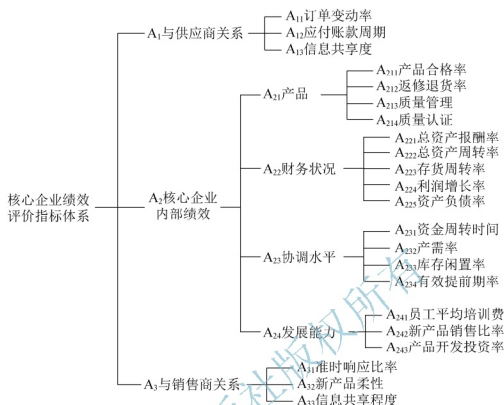 A11订单变动率
A1与供应商关系
A12应付账款周期
A13信息共享度
A211产品合格率
A21产品
A212返修退货率
A213质量管理
A214质量认证
A221总资产报酬率
A222总资产周转率
A22财务状况
A223存货周转率
A224利润增长率
A225资产负债率
核心企业绩效
评价指标体系
A2核心企业
内部绩效
A231资金周转时间
A23协调水平
A232产需率
A233库存闲置率
A234有效提前期率
A241员工平均培训费
A24发展能力
A242新产品销售比率
A243产品开发投资率
A31准时响应比率
A3与销售商关系
A32新产品柔性
A33信息共享程度
社版权所有